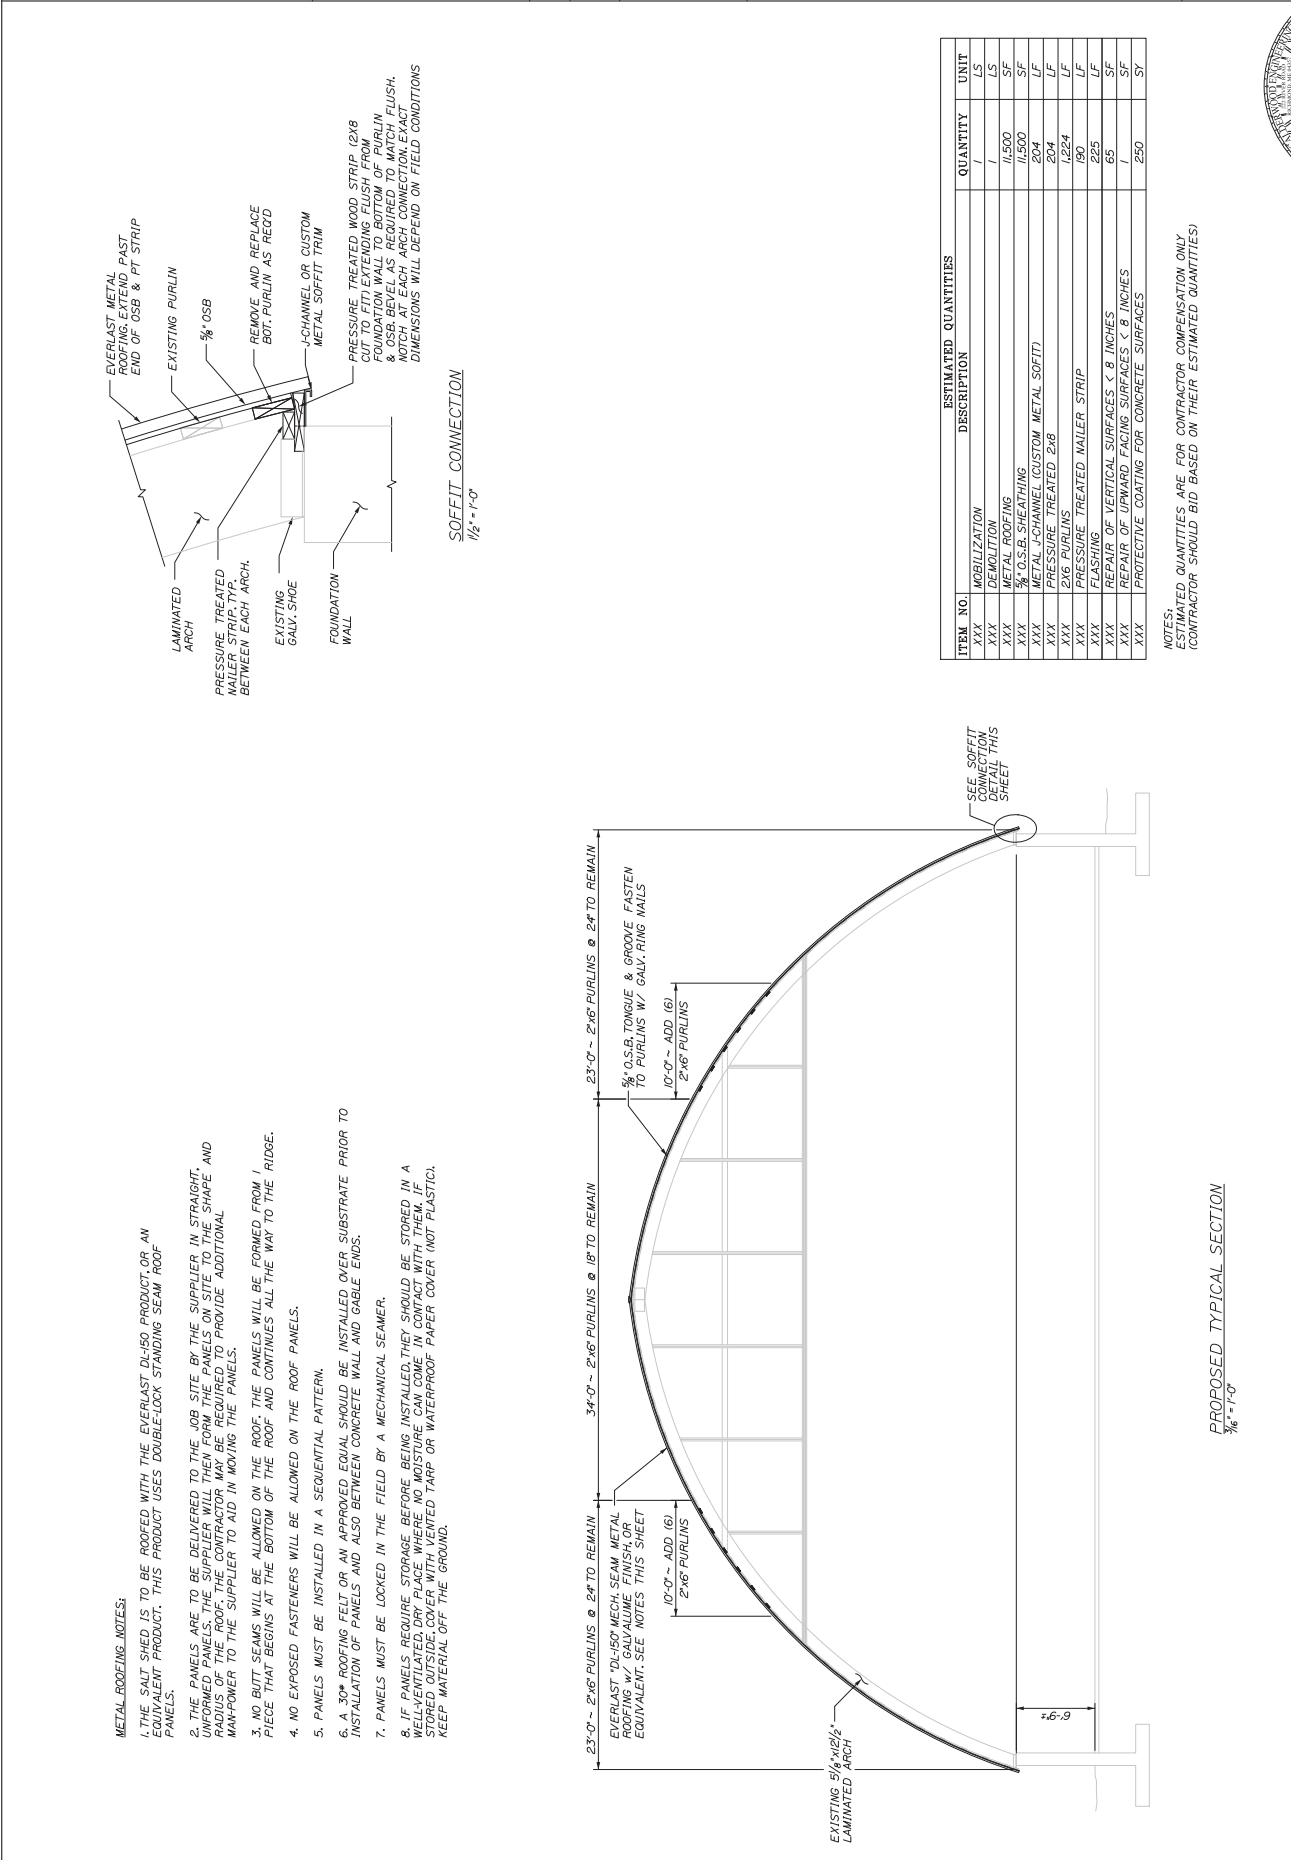 METAL ROOFING NOTES:
1. THE SALT SHED IS TO BE ROOFED WITH THE EVERLAST DL-150 PRODUCT, OR AN
EQUIVALENT PRODUCT. THIS PRODUCT USES DOUBLE-LOCK STANDING SEAM ROOF
PANELS.
2. THE PANELS ARE TO BE DELIVERED TO THE JOB SITE BY THE SUPPLIER IN STRAIGHT,
UNFORMED PANELS. THE SUPPLIER WILL THEN FORM THE PANELS ON SITE TO THE SHAPE AND
RADIUS OF THE ROOF. THE CONTRACTOR MAY BE REQUIRED TO PROVIDE ADDITIONAL
MAN-POWER TO THE SUPPLIER TO AID IN MOVING THE PANELS.
3. NO BUTT SEAMS WILL BE ALLOWED ON THE ROOF. THE PANELS WILL BE FORMED FROM 1
PIECE THAT BEGINS AT THE BOTTOM OF THE ROOF AND CONTINUES ALL THE WAY TO THE RIDGE.
4. NO EXPOSED FASTENERS WILL BE ALLOWED ON THE ROOF PANELS.
5. PANELS MUST BE INSTALLED IN A SEQUENTIAL PATTERN.
6. A 30# ROOFING FELT OR AN APPROVED EQUAL SHOULD BE INSTALLED OVER SUBSTRATE PRIOR TO
INSTALLATION OF PANELS AND ALSO BETWEEN CONCRETE WALL AND GABLE ENDS.
7. PANELS MUST BE LOCKED IN THE FIELD BY A MECHANICAL SEAMER.
8. IF PANELS REQUIRE STORAGE BEFORE BEING INSTALLED, THEY SHOULD BE STORED IN A
WELL-VENTILATED, DRY PLACE WHERE NO MOISTURE CAN COME IN CONTACT WITH THEM. IF
STORED OUTSIDE, COVER WITH VENTED TARP OR WATERPROOF PAPER COVER (NOT PLASTIC).
KEEP MATERIAL OFF THE GROUND.
EVERLAST METAL
ROOFING. EXTEND PAST
END OF OSB & PT STRIP
EXISTING PURLIN
5/8" OSB
REMOVE AND REPLACE
BOT. PURLIN AS REQ'D
J-CHANNEL OR CUSTOM
METAL SOFFIT TRIM
PRESSURE TREATED WOOD STRIP (2X8
CUT TO FIT) EXTENDING FLUSH FROM
FOUNDATION WALL TO BOTTOM OF PURLIN
& OSB. BEVEL AS REQUIRED TO MATCH FLUSH.
NOTCH AT EACH ARCH CONNECTION. EXACT
DIMENSIONS WILL DEPEND ON FIELD CONDITIONS
LAMINATED
ARCH
PRESSURE TREATED
NAILER STRIP, TYP.
BETWEEN EACH ARCH.
EXISTING
GALV. SHOE
FOUNDATION
WALL
SOFFIT CONNECTION
1 1/2" = 1'-0"
23'-0" ~ 2"x6" PURLINS @ 24" TO REMAIN
34'-0" ~ 2"x6" PURLINS @ 18" TO REMAIN
23'-0" ~ 2"x6" PURLINS @ 24" TO REMAIN
EVERLAST "DL-150" MECH. SEAM METAL
ROOFING w/ GALVALUME FINISH, OR
EQUIVALENT. SEE NOTES THIS SHEET
5/8" O.S.B. TONGUE & GROOVE FASTEN
TO PURLINS W/ GALV. RING NAILS
10'-0" ~ ADD (6)
2"x6" PURLINS
10'-0" ~ ADD (6)
2"x6" PURLINS
EXISTING 5 1/8"x12 1/2"
LAMINATED ARCH
6'-9"±
SEE SOFFIT
CONNECTION
DETAIL THIS
SHEET
PROPOSED TYPICAL SECTION
3/16" = 1'-0"
ESTIMATED QUANTITIES
ITEM NO. DESCRIPTION QUANTITY UNIT
XXX MOBILIZATION 1 LS
XXX DEMOLITION 1 LS
XXX METAL ROOFING 11,500 SF
XXX 5/8" O.S.B. SHEATHING 11,500 SF
XXX METAL J-CHANNEL (CUSTOM METAL SOFIT) 204 LF
XXX PRESSURE TREATED 2x8 204 LF
XXX 2X6 PURLINS 1,224 LF
XXX PRESSURE TREATED NAILER STRIP 190 LF
XXX FLASHING 225 LF
XXX REPAIR OF VERTICAL SURFACES < 8 INCHES 65 SF
XXX REPAIR OF UPWARD FACING SURFACES < 8 INCHES 1 SF
XXX PROTECTIVE COATING FOR CONCRETE SURFACES 250 SY
NOTES:
ESTIMATED QUANTITIES ARE FOR CONTRACTOR COMPENSATION ONLY
(CONTRACTOR SHOULD BID BASED ON THEIR ESTIMATED QUANTITIES)